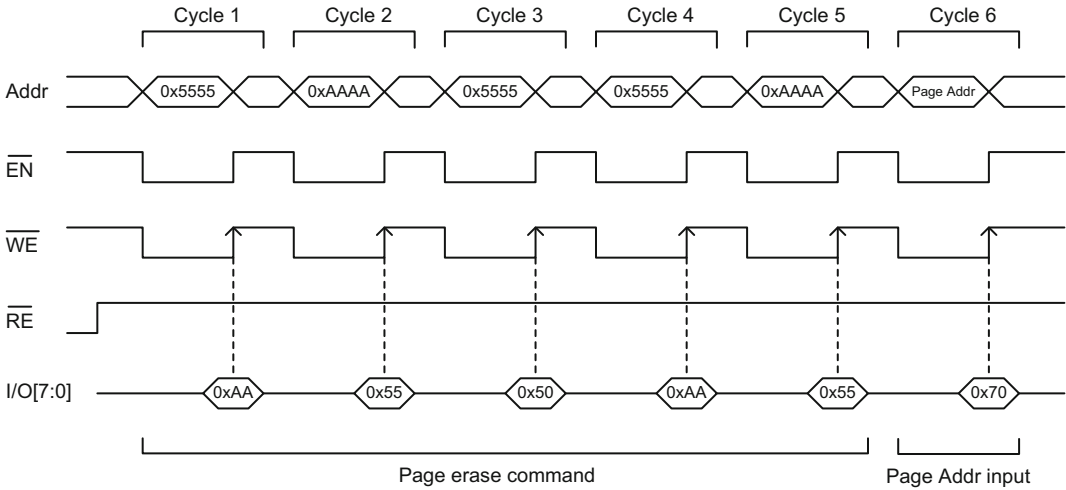 Cycle 1 Cycle 2 Cycle 3 Cycle 4 Cycle 5 Cycle 6
Addr 0x5555 0xAAAA 0x5555 0x5555 0xAAAA Page Addr
EN
WE
RE
I/O[7:0] 0xAA 0x55 0x50 0xAA 0x55 0x70
Page erase command Page Addr input